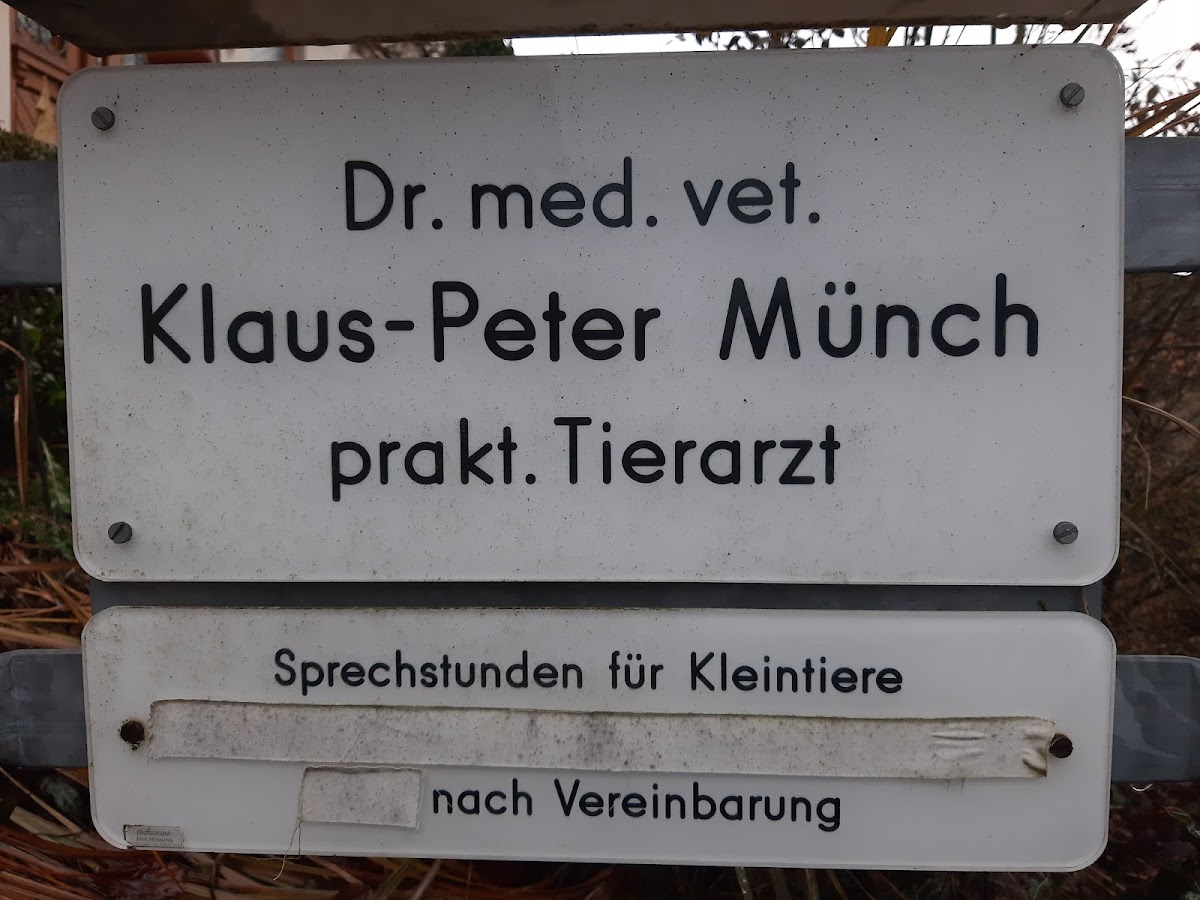 Dr. med. vet.
Klaus-Peter Münch
prakt. Tierarzt
Sprechstunden für Kleintiere
nach Vereinbarung